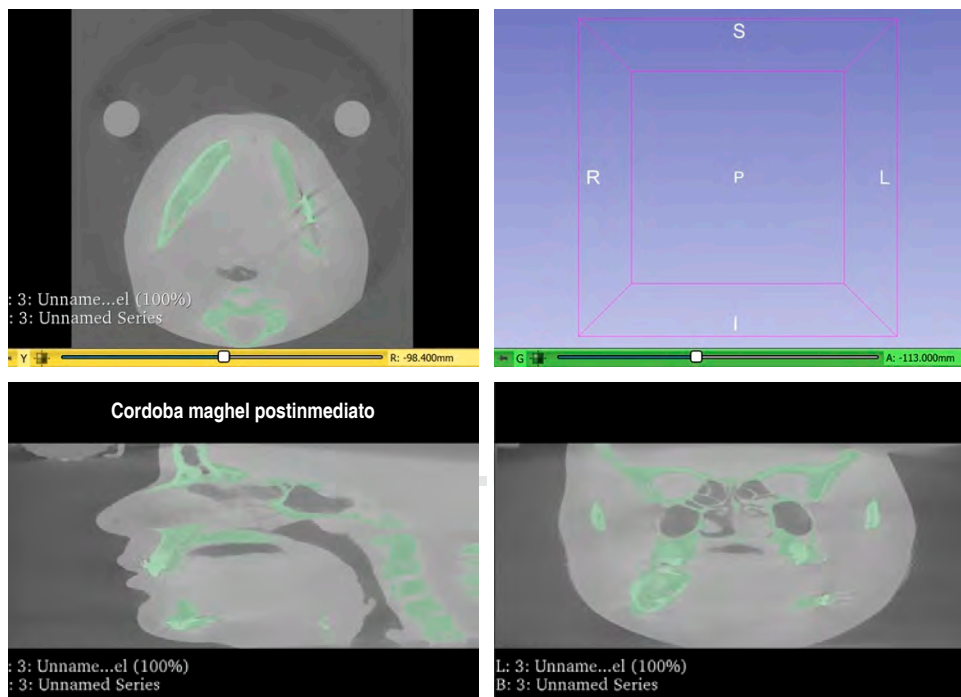 S
R
P
L
I
: 3: Unname...el (100%)
: 3: Unnamed Series
Y
R: -98.400mm
G
A: -113.000mm
Cordoba maghel postinmediato
: 3: Unname...el (100%)
: 3: Unnamed Series
L: 3: Unname...el (100%)
B: 3: Unnamed Series